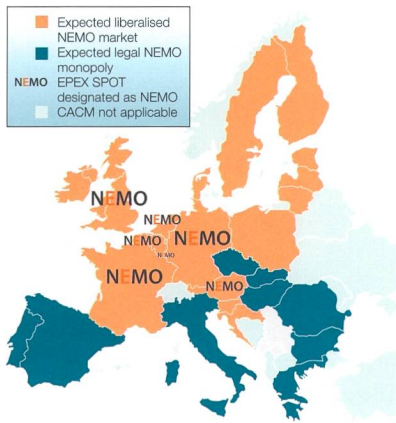 Expected liberalised
NEMO market
Expected legal NEMO
monopoly
NEMO EPEX SPOT
designated as NEMO
CACM not applicable
NEMO
NEMO
NEMO
NEMO
NEMO
NEMO
NEMO